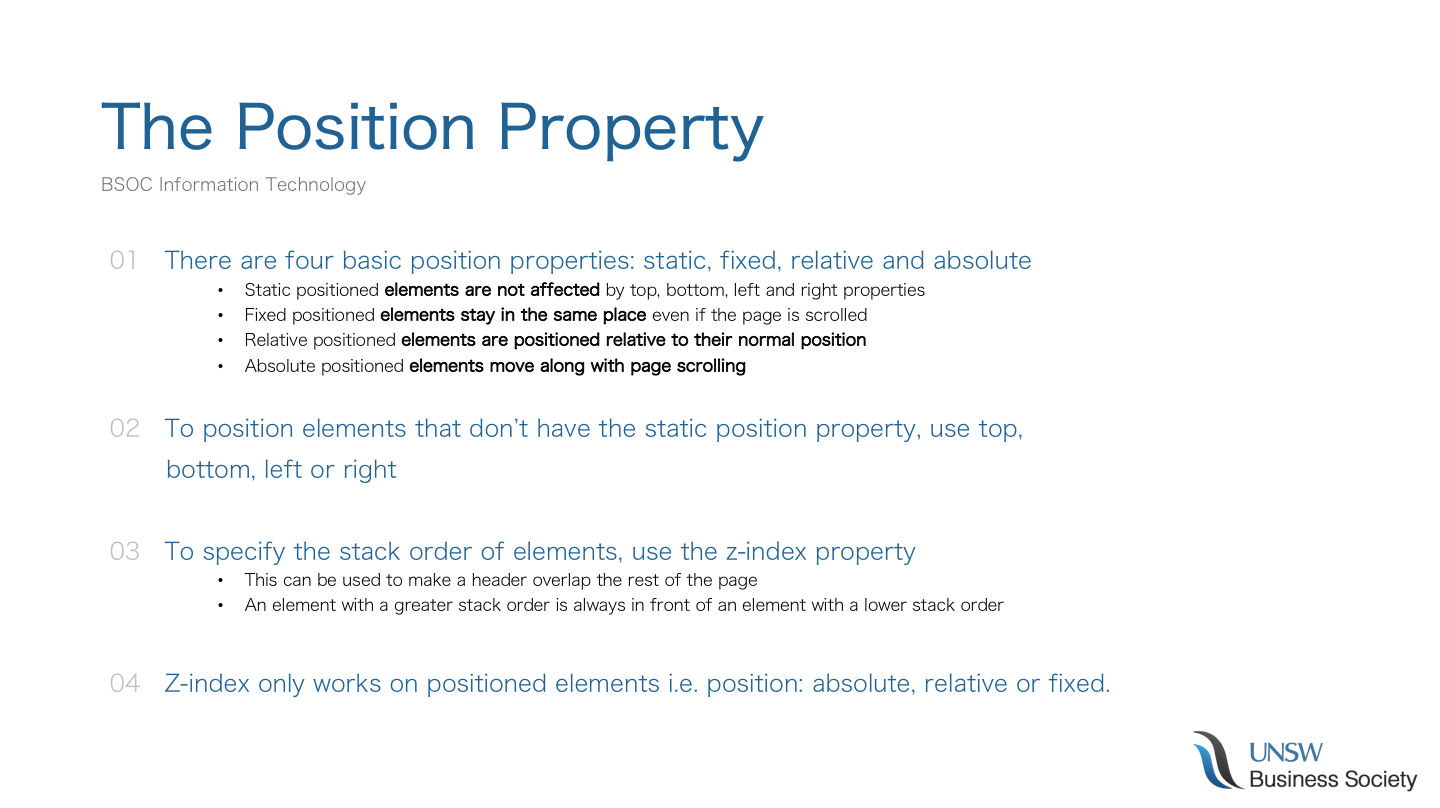 The Position Property
BSOC Information Technology
01 There are four basic position properties: static, fixed, relative and absolute
• Static positioned elements are not affected by top, bottom, left and right properties
• Fixed positioned elements stay in the same place even if the page is scrolled
• Relative positioned elements are positioned relative to their normal position
• Absolute positioned elements move along with page scrolling
02 To position elements that don’t have the static position property, use top,
bottom, left or right
03 To specify the stack order of elements, use the z-index property
• This can be used to make a header overlap the rest of the page
• An element with a greater stack order is always in front of an element with a lower stack order
04 Z-index only works on positioned elements i.e. position: absolute, relative or fixed.
UNSW
Business Society